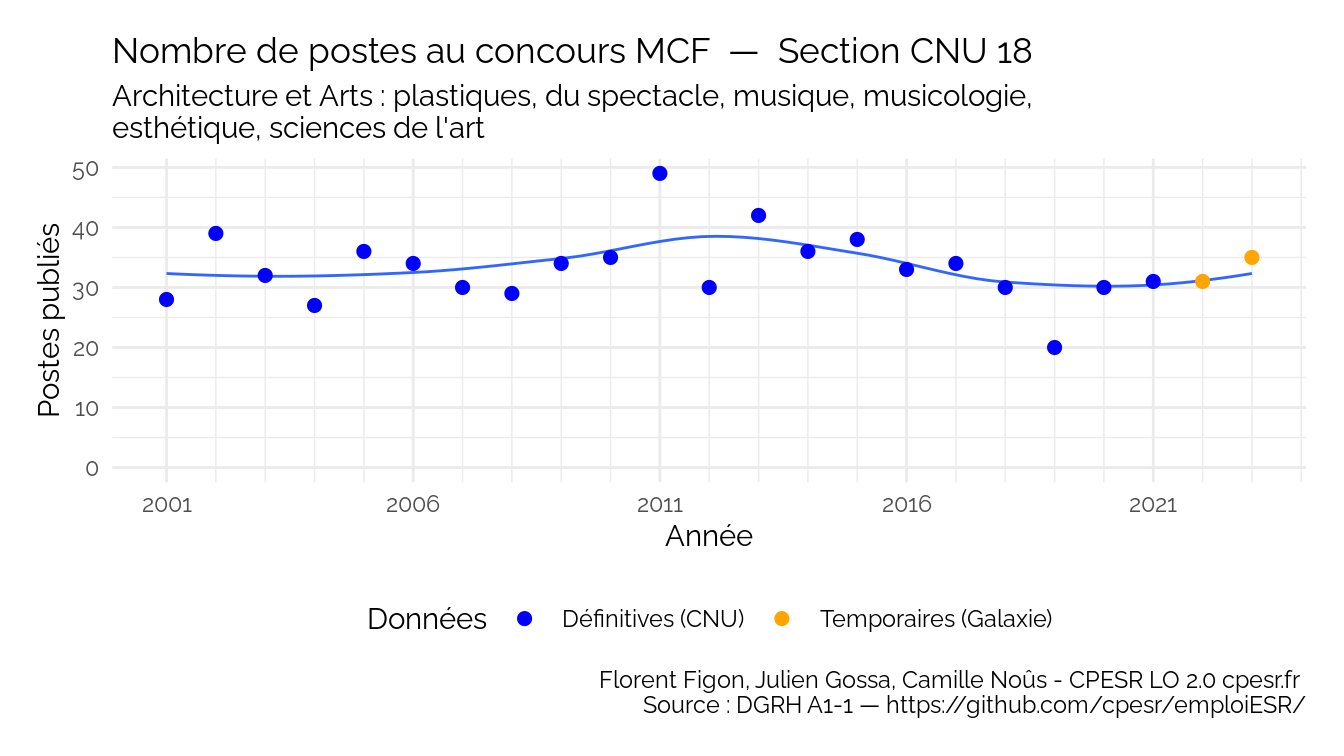 Nombre de postes au concours MCF — Section CNU 18
Architecture et Arts : plastiques, du spectacle, musique, musicologie,
esthétique, sciences de l'art
Postes publiés
50
40
30
20
10
0
2001 2006 2011 2016 2021
Année
Données Définitives (CNU) Temporaires (Galaxie)
Florent Figon, Julien Gossa, Camille Noûs - CPESR LO 2.0 cpesr.fr
Source : DGRH A1-1 — https://github.com/cpesr/emploiESR/